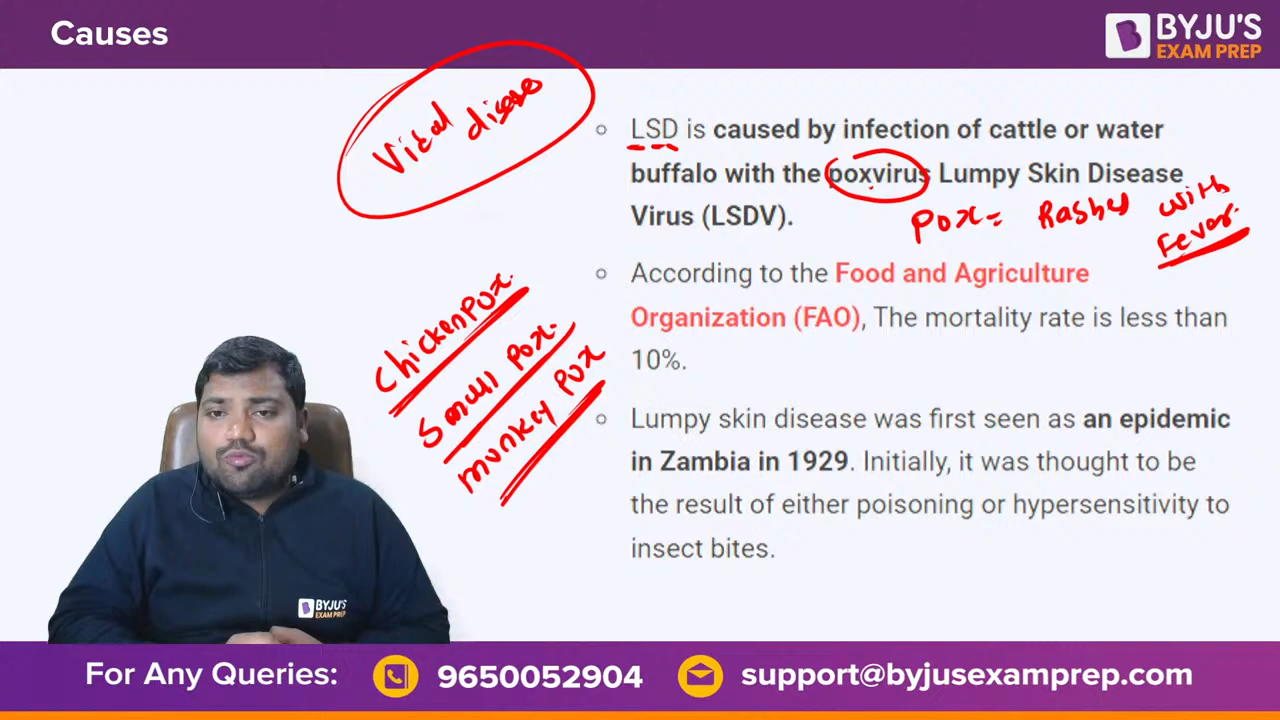 Causes
BYJU'S
EXAM PREP
Viral disease
LSD is caused by infection of cattle or water
buffalo with the poxvirus Lumpy Skin Disease
Virus (LSDV).
Pox = Rashes with
Fever.
According to the Food and Agriculture
Organization (FAO), The mortality rate is less than
10%.
Chicken Pox.
Small Pox.
monkey Pox
Lumpy skin disease was first seen as an epidemic
in Zambia in 1929. Initially, it was thought to be
the result of either poisoning or hypersensitivity to
insect bites.
BYJU'S
EXAM PREP
For Any Queries: 9650052904 support@byjusexamprep.com